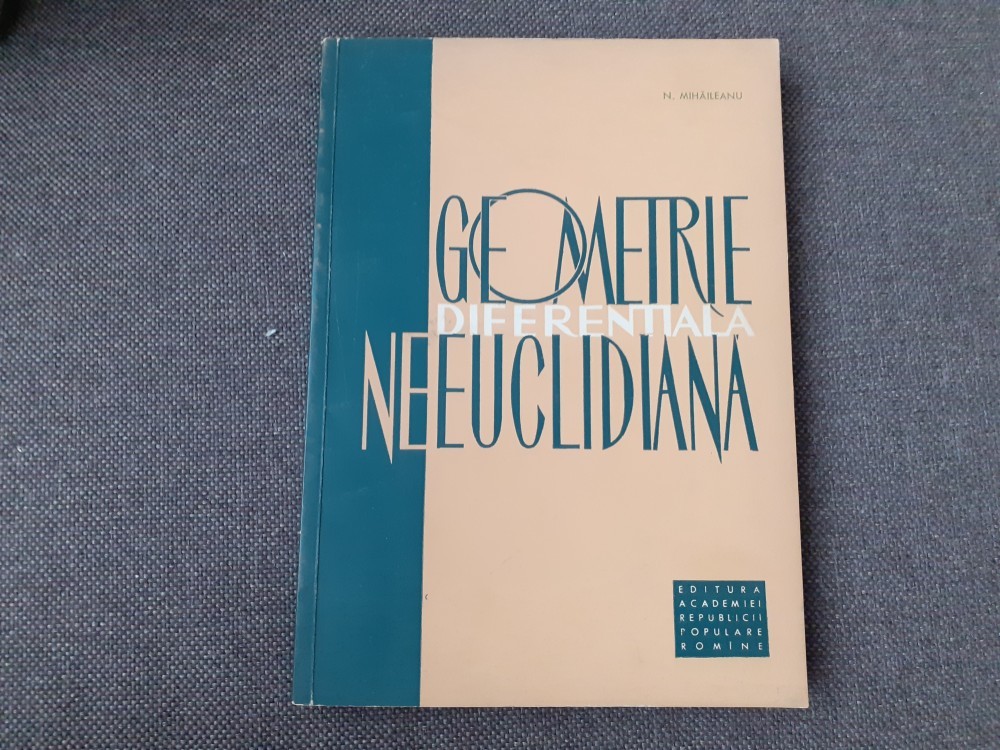 N. MIHĂILEANU
GEOMETRIE
DIFERENȚIALĂ
NEEUCLIDIANĂ
EDITURA
ACADEMIEI
REPUBLICII
POPULARE
ROMÎNE